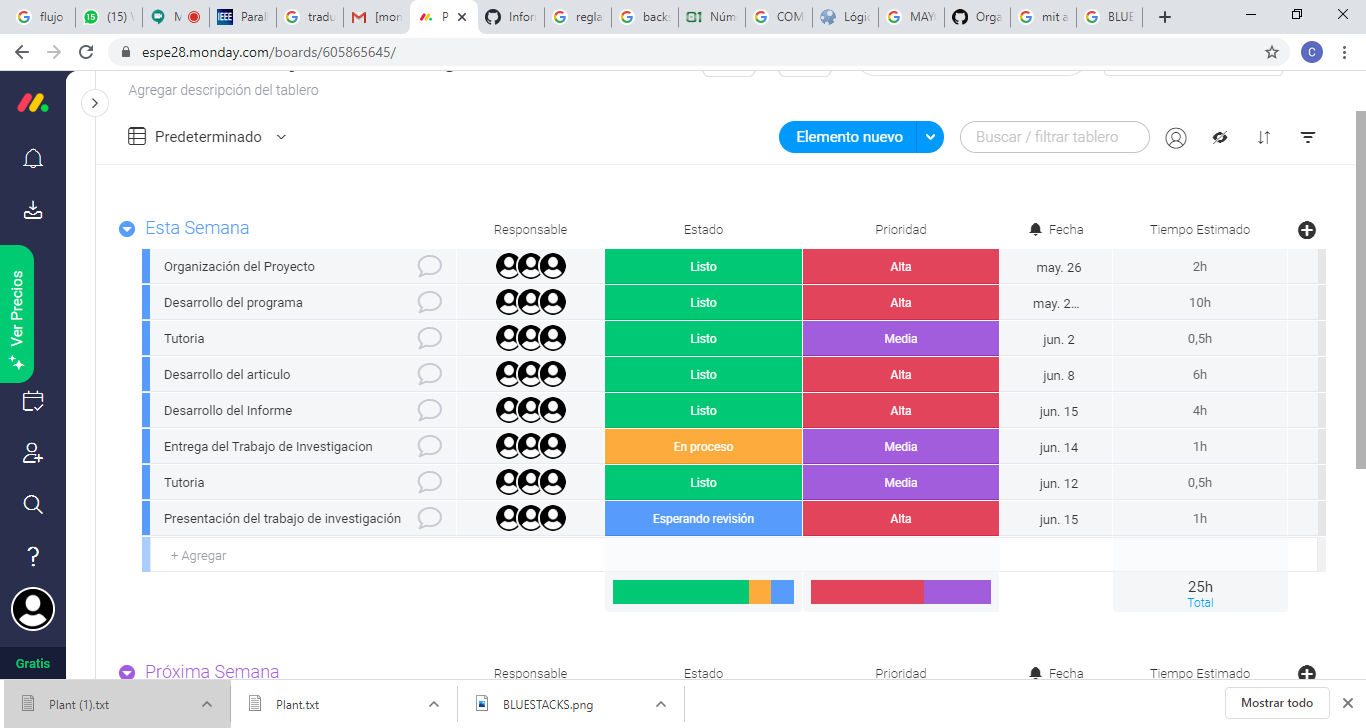 flujo
(15) W
M
IEEE Paral
tradu
[mon
P
Infor
regla
backs
Núm
COM
Lógic
MAY
Orga
mit a
BLUE
espe28.monday.com/boards/605865645/
C
Agregar descripción del tablero
Predeterminado
Elemento nuevo
Buscar / filtrar tablero
Ver Precios
Esta Semana Responsable Estado Prioridad Fecha Tiempo Estimado
Organización del Proyecto Listo Alta may. 26 2h
Desarrollo del programa Listo Alta may. 2... 10h
Tutoria Listo Media jun. 2 0,5h
Desarrollo del articulo Listo Alta jun. 8 6h
Desarrollo del Informe Listo Alta jun. 15 4h
Entrega del Trabajo de Investigacion En proceso Media jun. 14 1h
Tutoria Listo Media jun. 12 0,5h
Presentación del trabajo de investigación Esperando revisión Alta jun. 15 1h
+ Agregar
25h
Total
Gratis
Próxima Semana Responsable Estado Prioridad Fecha Tiempo Estimado
Plant (1).txt
Plant.txt
BLUESTACKS.png
Mostrar todo